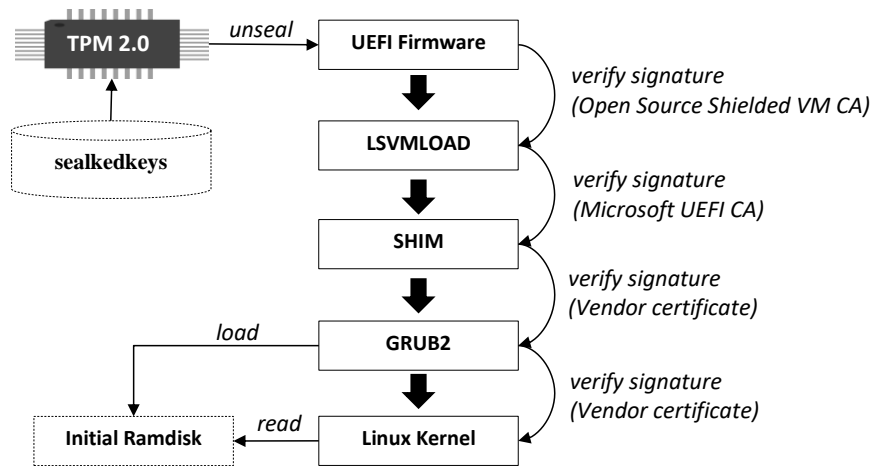 TPM 2.0
unseal
UEFI Firmware
verify signature
(Open Source Shielded VM CA)
sealkedkeys
LSVMLOAD
verify signature
(Microsoft UEFI CA)
SHIM
verify signature
(Vendor certificate)
load
GRUB2
verify signature
(Vendor certificate)
Initial Ramdisk
read
Linux Kernel